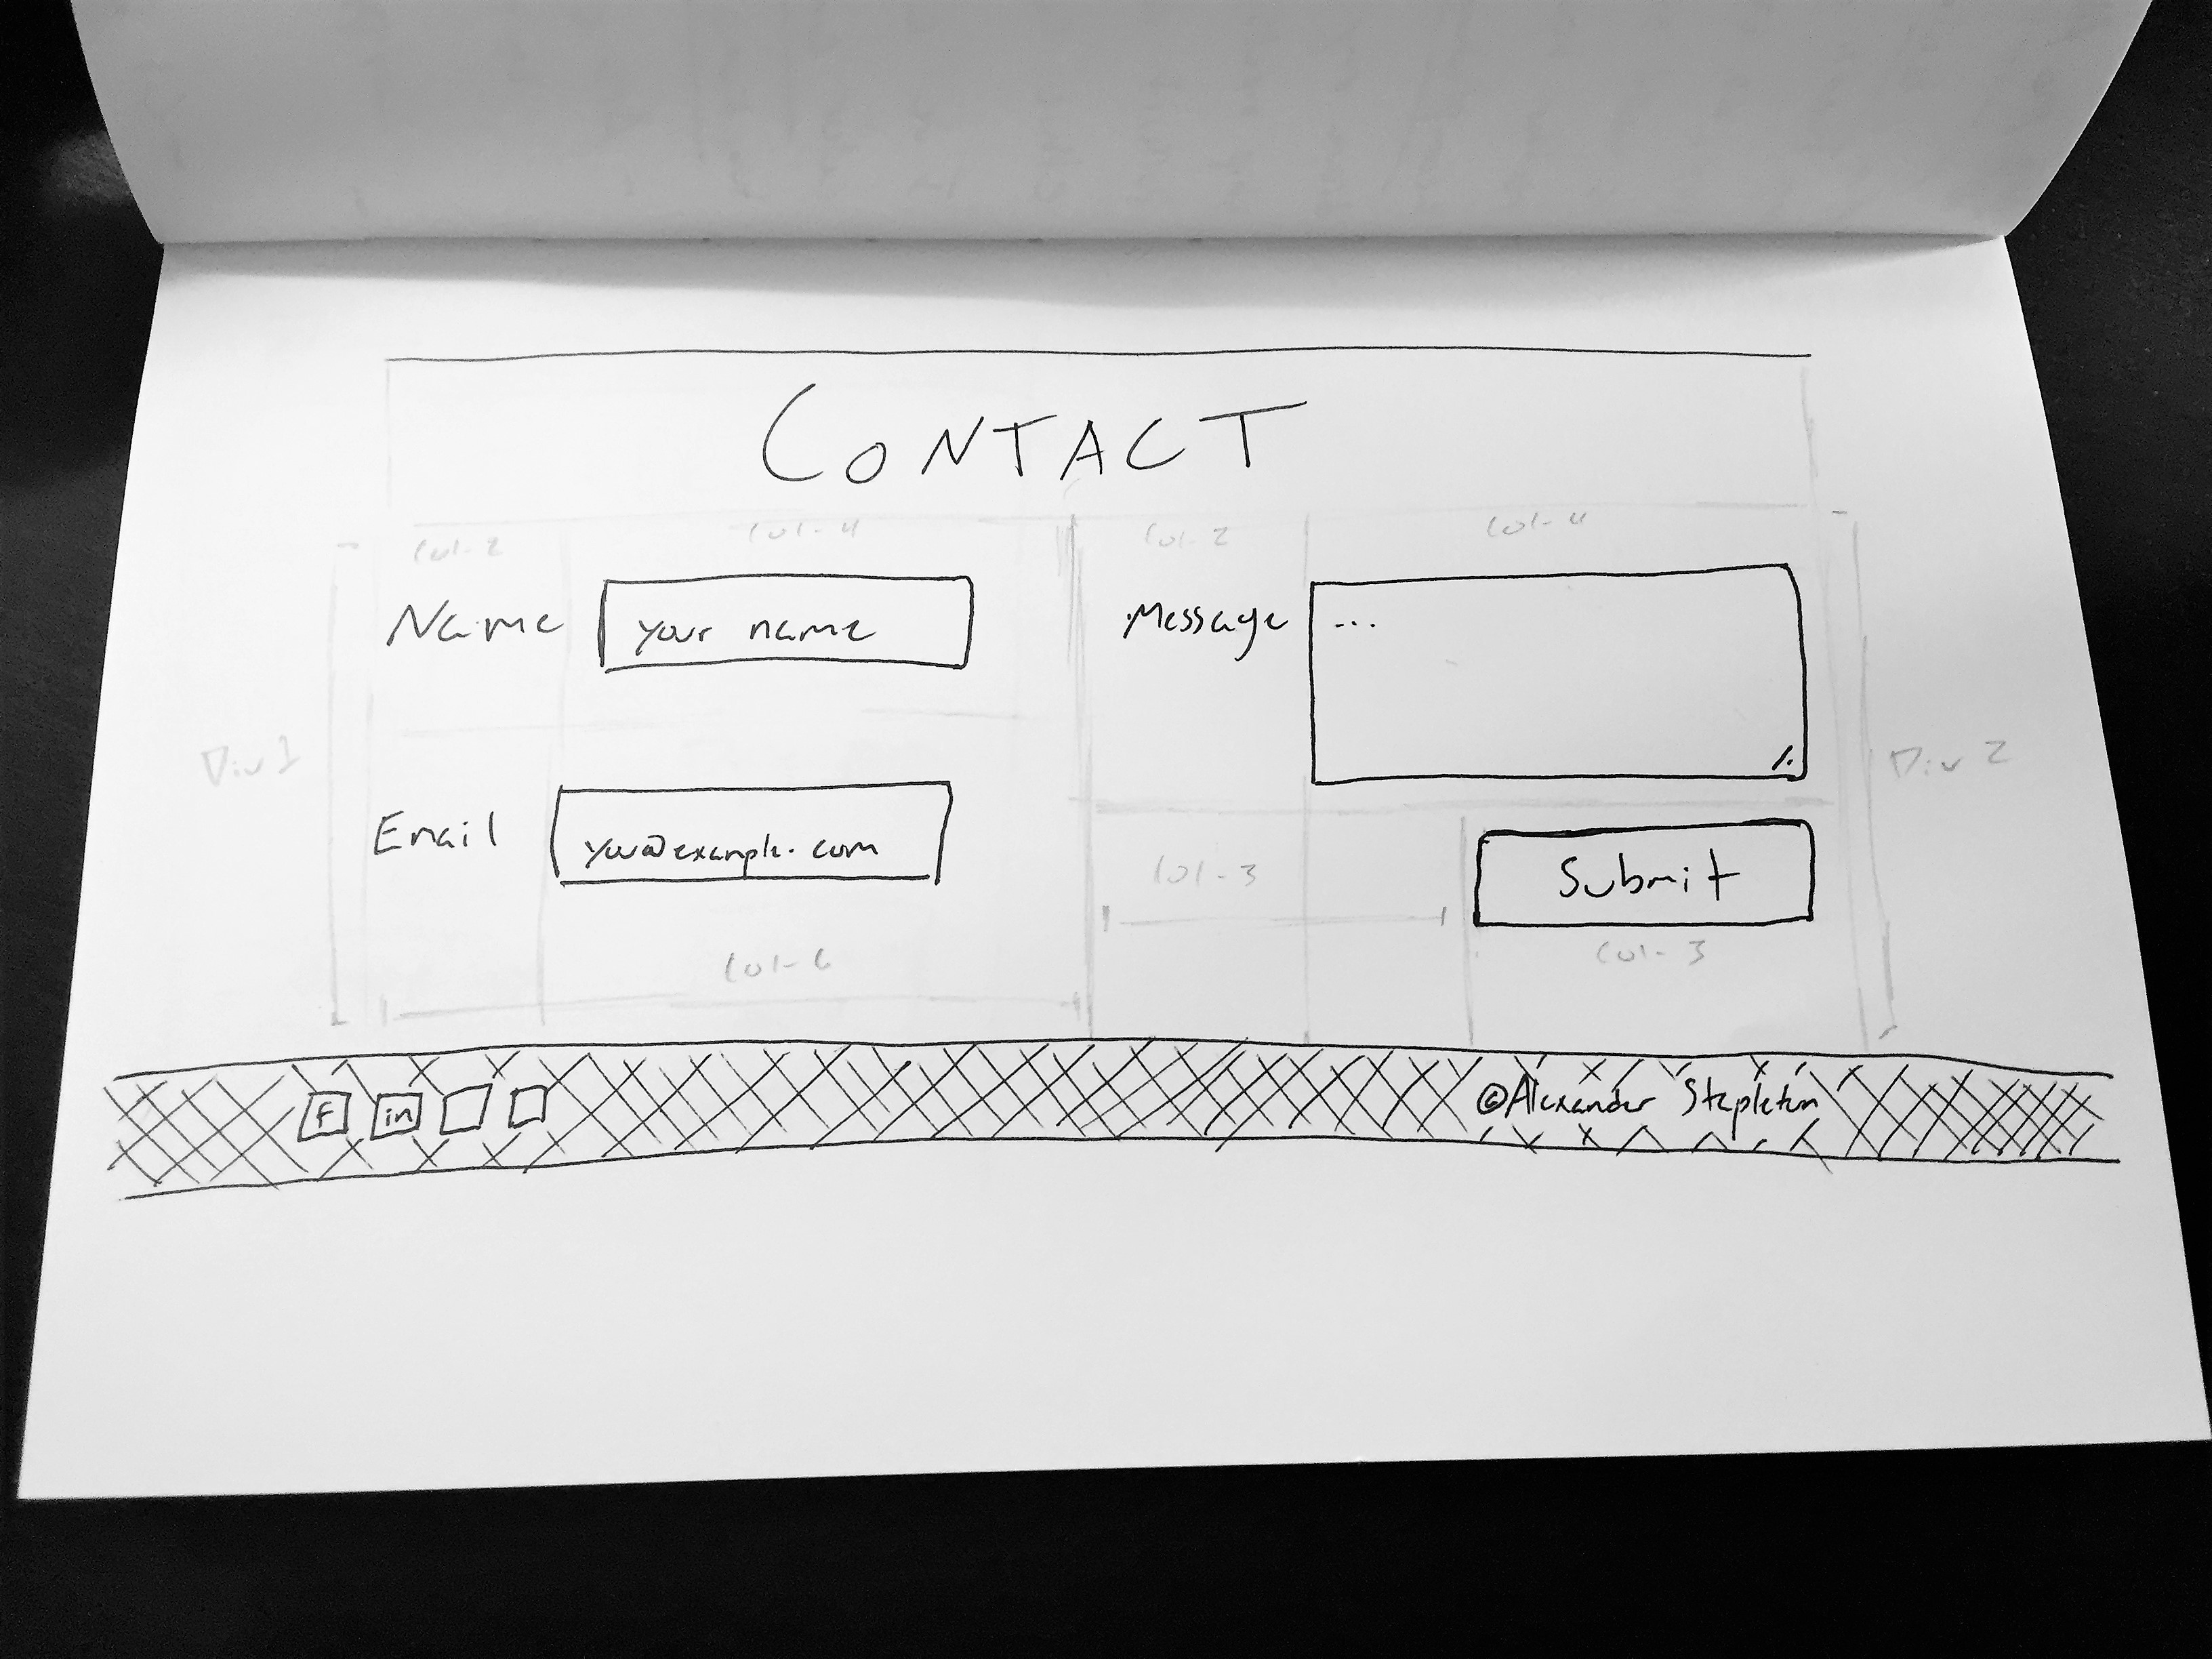 CONTACT
Col-2 Col-4 Col-2 Col-4
Name your name Message ...
Div 1 Div 2
Email you@example.com
Col-3 Submit
Col-6 Col-3
f in ©Alexander Stepleton